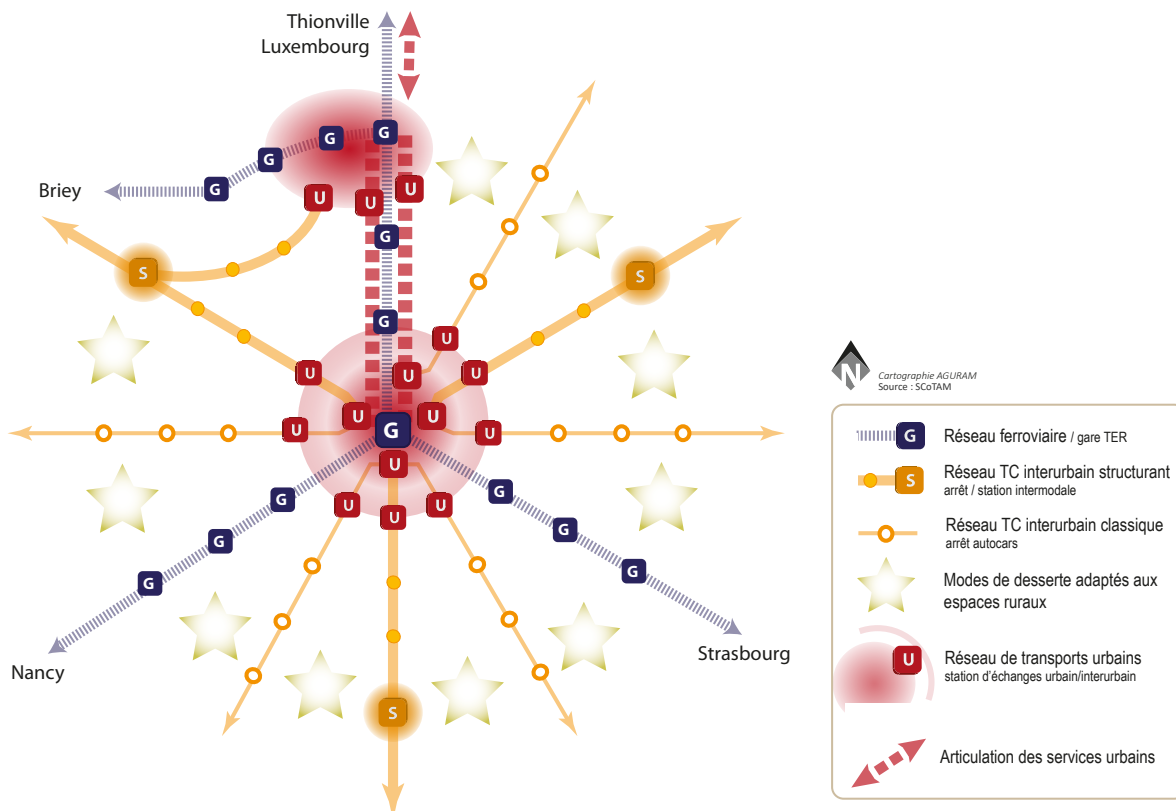 Thionville
Luxembourg
G
G
G
G
Briey
U
U
U
G
S
S
G
U
U
U
U
U
U
U
G
U
U
G
G
U
U
U
G
G
G
G
Nancy
Strasbourg
S
N
Cartographie AGURAM
Source : SCoTAM
G
Réseau ferroviaire / gare TER
S
Réseau TC interurbain structurant
arrêt / station intermodale
Réseau TC interurbain classique
arrêt autocars
Modes de desserte adaptés aux
espaces ruraux
U
Réseau de transports urbains
station d'échanges urbain/interurbain
Articulation des services urbains